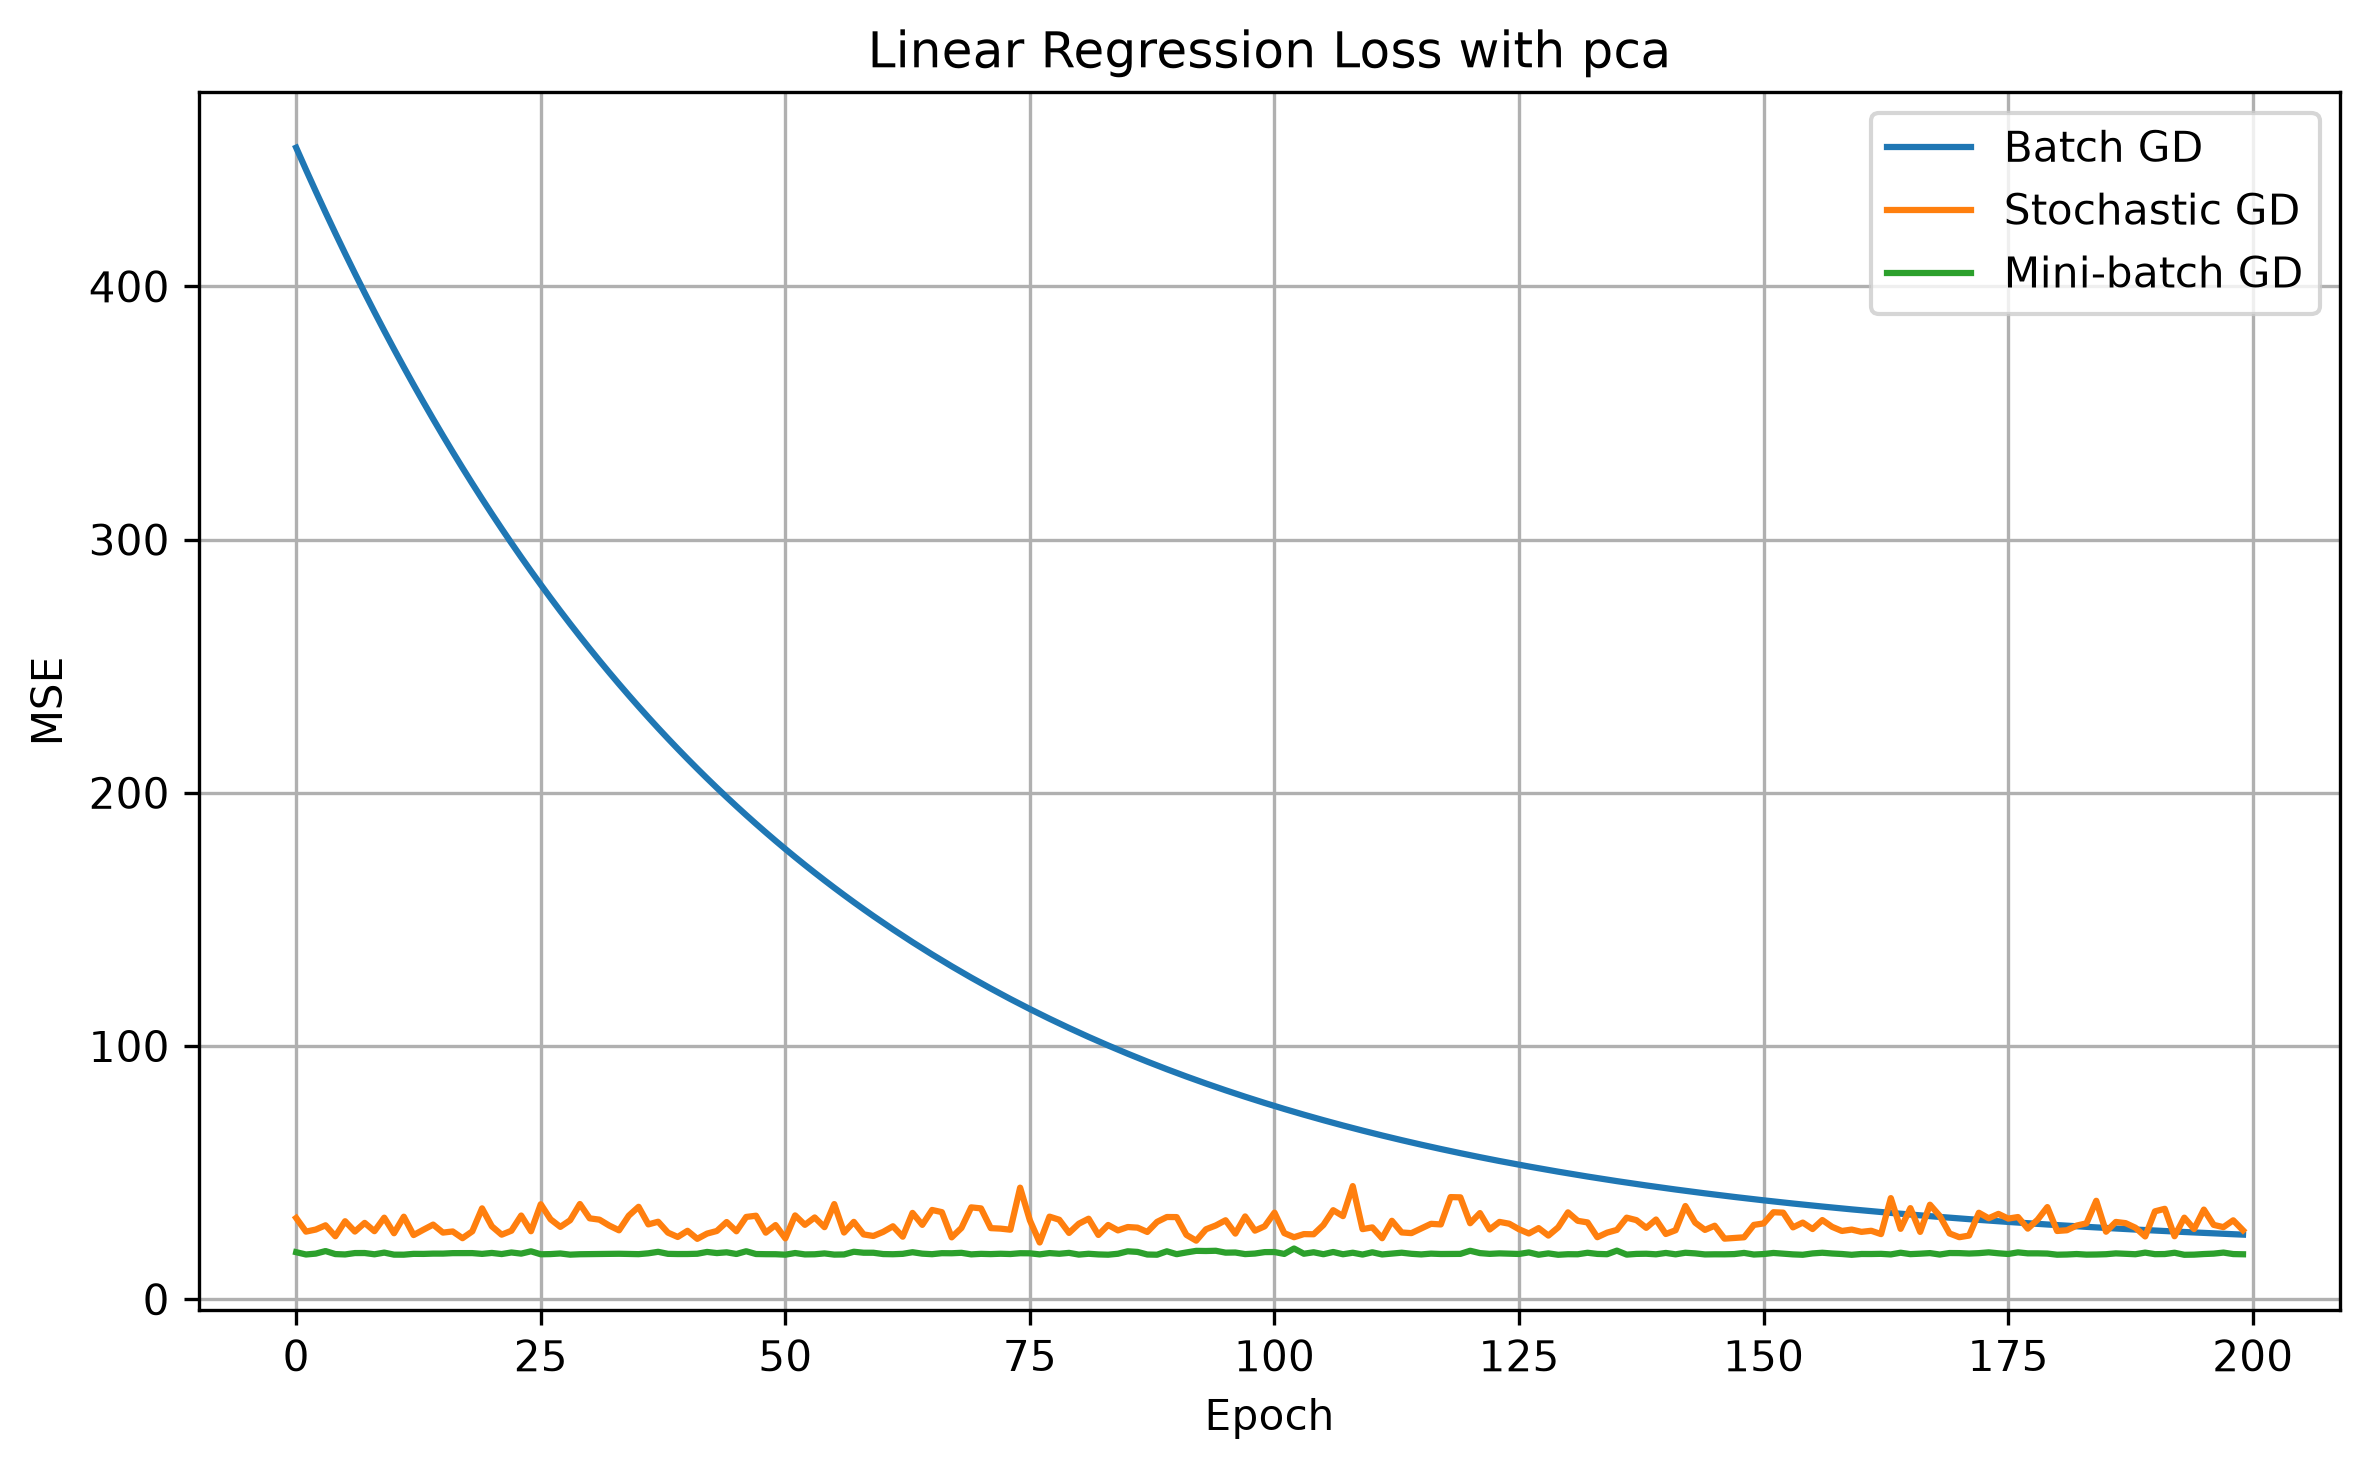 Linear Regression Loss with pca
Batch GD
Stochastic GD
Mini-batch GD
MSE
400
300
200
100
0
0 25 50 75 100 125 150 175 200
Epoch